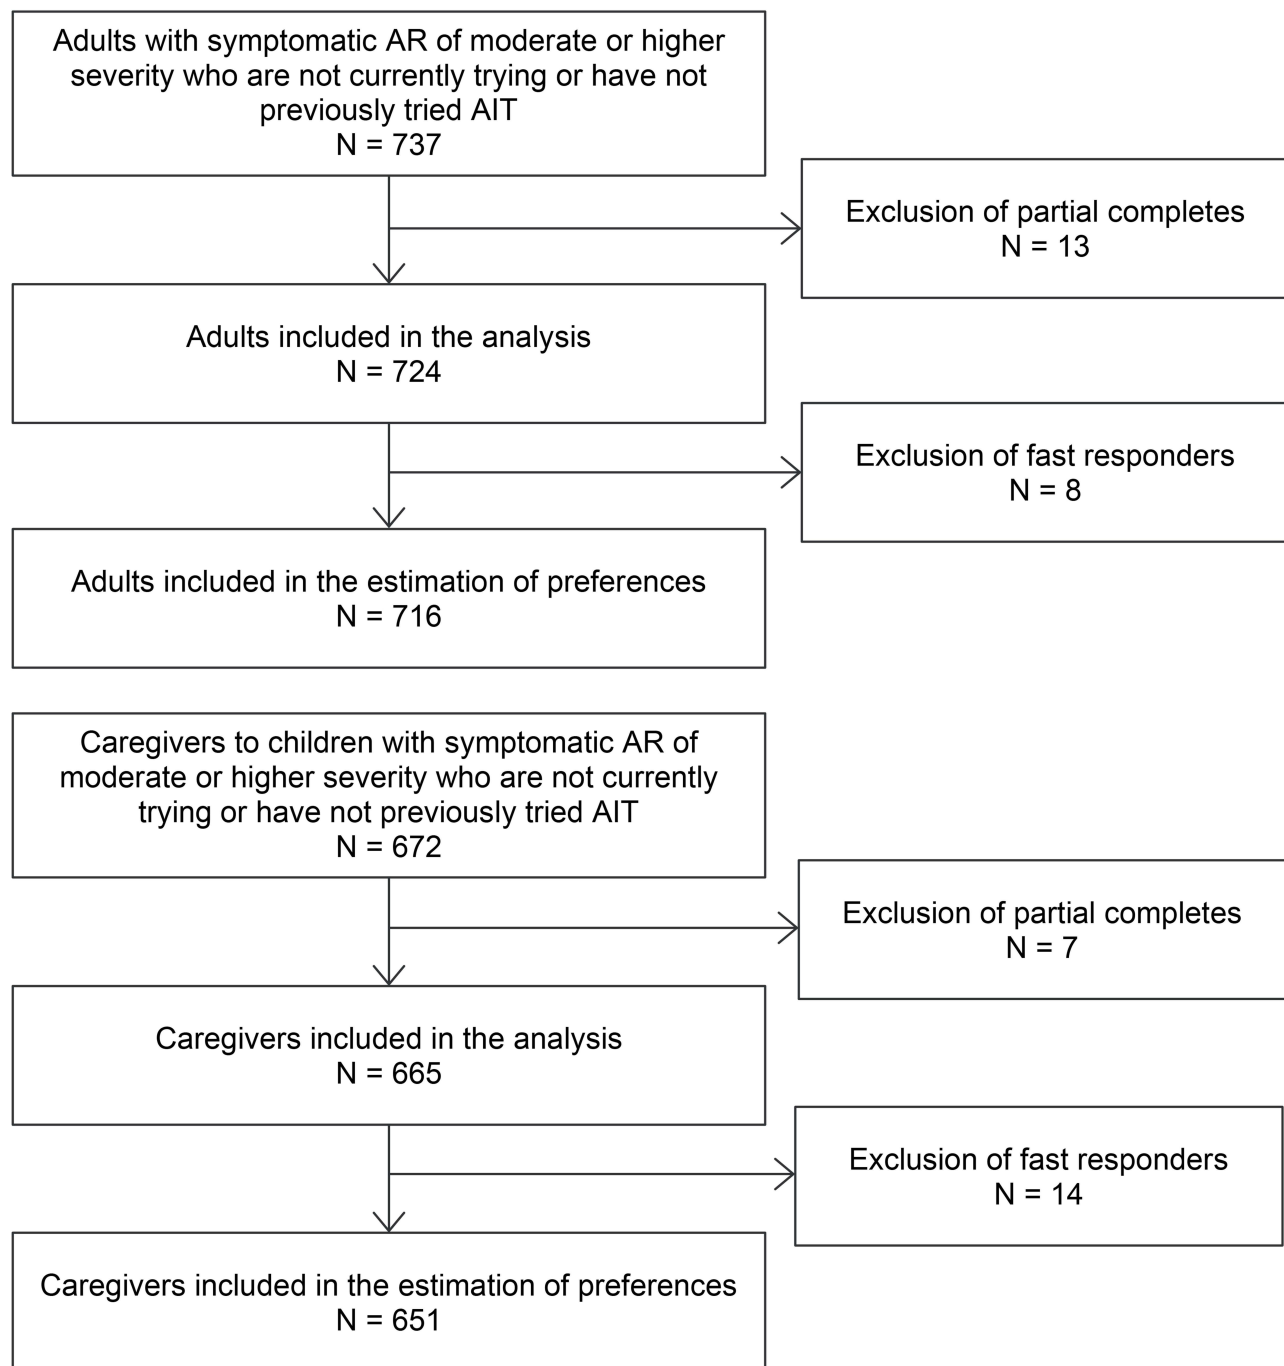 Adults with symptomatic AR of moderate or higher
severity who are not currently trying or have not
previously tried AIT
N = 737
Exclusion of partial completes
N = 13
Adults included in the analysis
N = 724
Exclusion of fast responders
N = 8
Adults included in the estimation of preferences
N = 716
Caregivers to children with symptomatic AR of
moderate or higher severity who are not currently
trying or have not previously tried AIT
N = 672
Exclusion of partial completes
N = 7
Caregivers included in the analysis
N = 665
Exclusion of fast responders
N = 14
Caregivers included in the estimation of preferences
N = 651